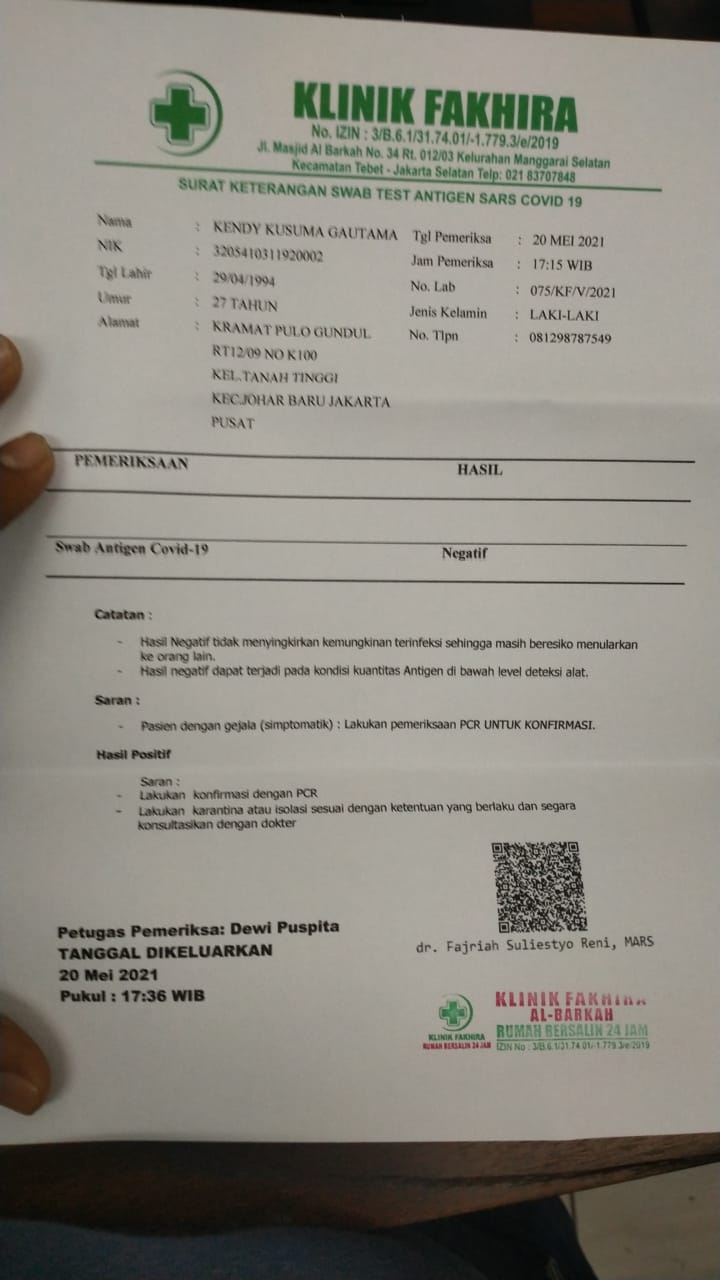 KLINIK FAKHIRA
No. IZIN : 3/B.6.1/31.74.01/-1.779.3/e/2019
Jl. Masjid Al Barkah No. 34 Rt. 012/03 Kelurahan Manggarai Selatan
Kecamatan Tebet - Jakarta Selatan Telp: 021 83707848
SURAT KETERANGAN SWAB TEST ANTIGEN SARS COVID 19
Nama : KENDY KUSUMA GAUTAMA Tgl Pemeriksa : 20 MEI 2021
NIK : 3205410311920002 Jam Pemeriksa : 17:15 WIB
Tgl Lahir : 29/04/1994 No. Lab : 075/KF/V/2021
Umur : 27 TAHUN Jenis Kelamin : LAKI-LAKI
Alamat : KRAMAT PULO GUNDUL No. Tlpn : 081298787549
RT12/09 NO K100
KEL.TANAH TINGGI
KEC.JOHAR BARU JAKARTA
PUSAT
PEMERIKSAAN HASIL
Swab Antigen Covid-19 Negatif
Catatan :
- Hasil Negatif tidak menyingkirkan kemungkinan terinfeksi sehingga masih beresiko menularkan
ke orang lain.
- Hasil negatif dapat terjadi pada kondisi kuantitas Antigen di bawah level deteksi alat.
Saran :
- Pasien dengan gejala (simptomatik) : Lakukan pemeriksaan PCR UNTUK KONFIRMASI.
Hasil Positif
Saran :
- Lakukan konfirmasi dengan PCR
- Lakukan karantina atau isolasi sesuai dengan ketentuan yang berlaku dan segara
konsultasikan dengan dokter
Petugas Pemeriksa: Dewi Puspita
TANGGAL DIKELUARKAN
20 Mei 2021
Pukul : 17:36 WIB
dr. Fajriah Suliestyo Reni, MARS
KLINIK FAKHIRA
RUMAH BERSALIN 24 JAM
KLINIK FAKHIRA
AL-BARKAH
RUMAH BERSALIN 24 JAM
IZIN No : 3/B.6.1/31.74.01/-1.779.3/e/2019